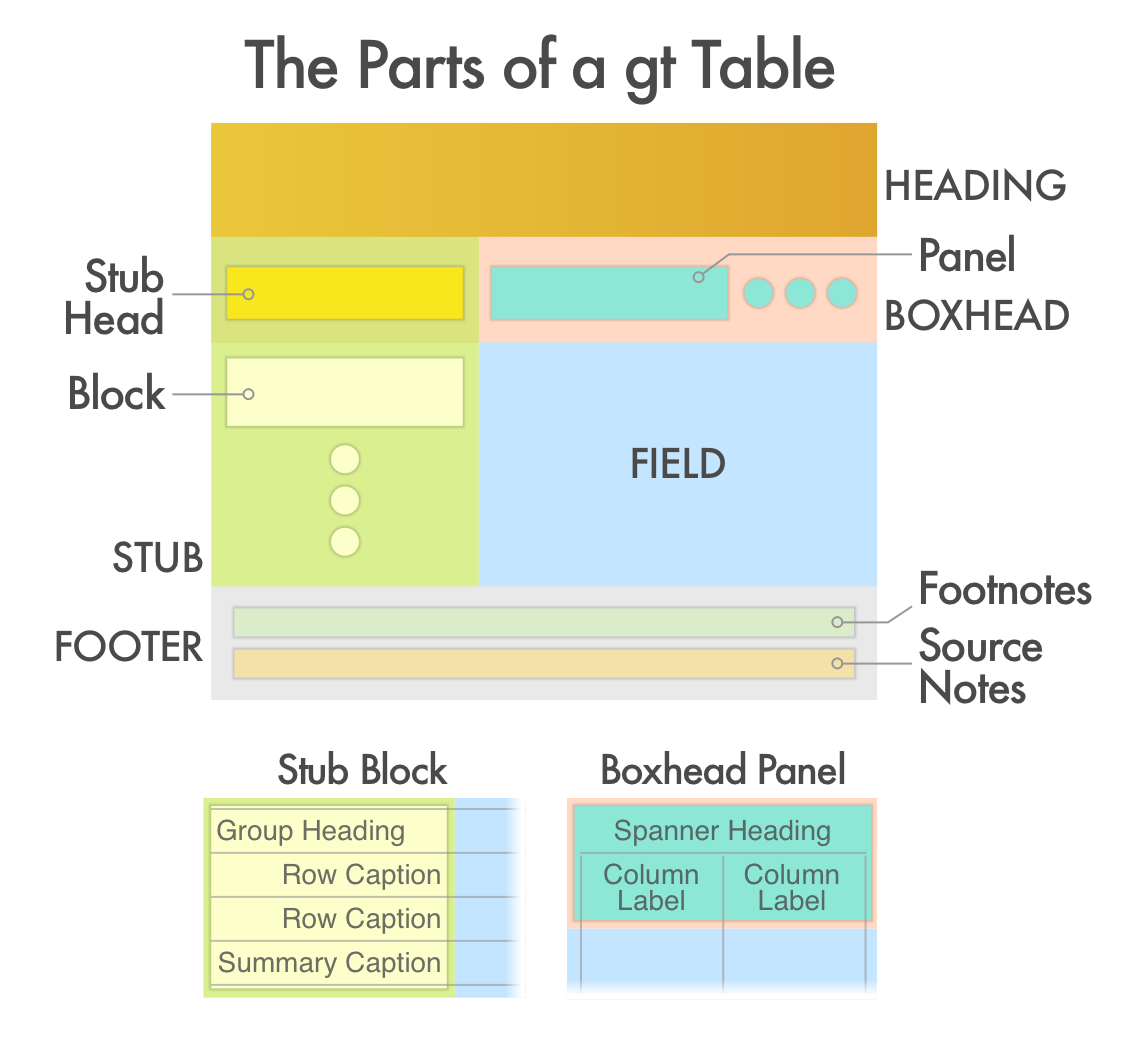 The Parts of a gt Table
HEADING
Stub
Head
Panel
BOXHEAD
Block
FIELD
STUB
FOOTER
Footnotes
Source
Notes
Stub Block
Group Heading
Row Caption
Row Caption
Summary Caption
Boxhead Panel
Spanner Heading
Column
Label
Column
Label